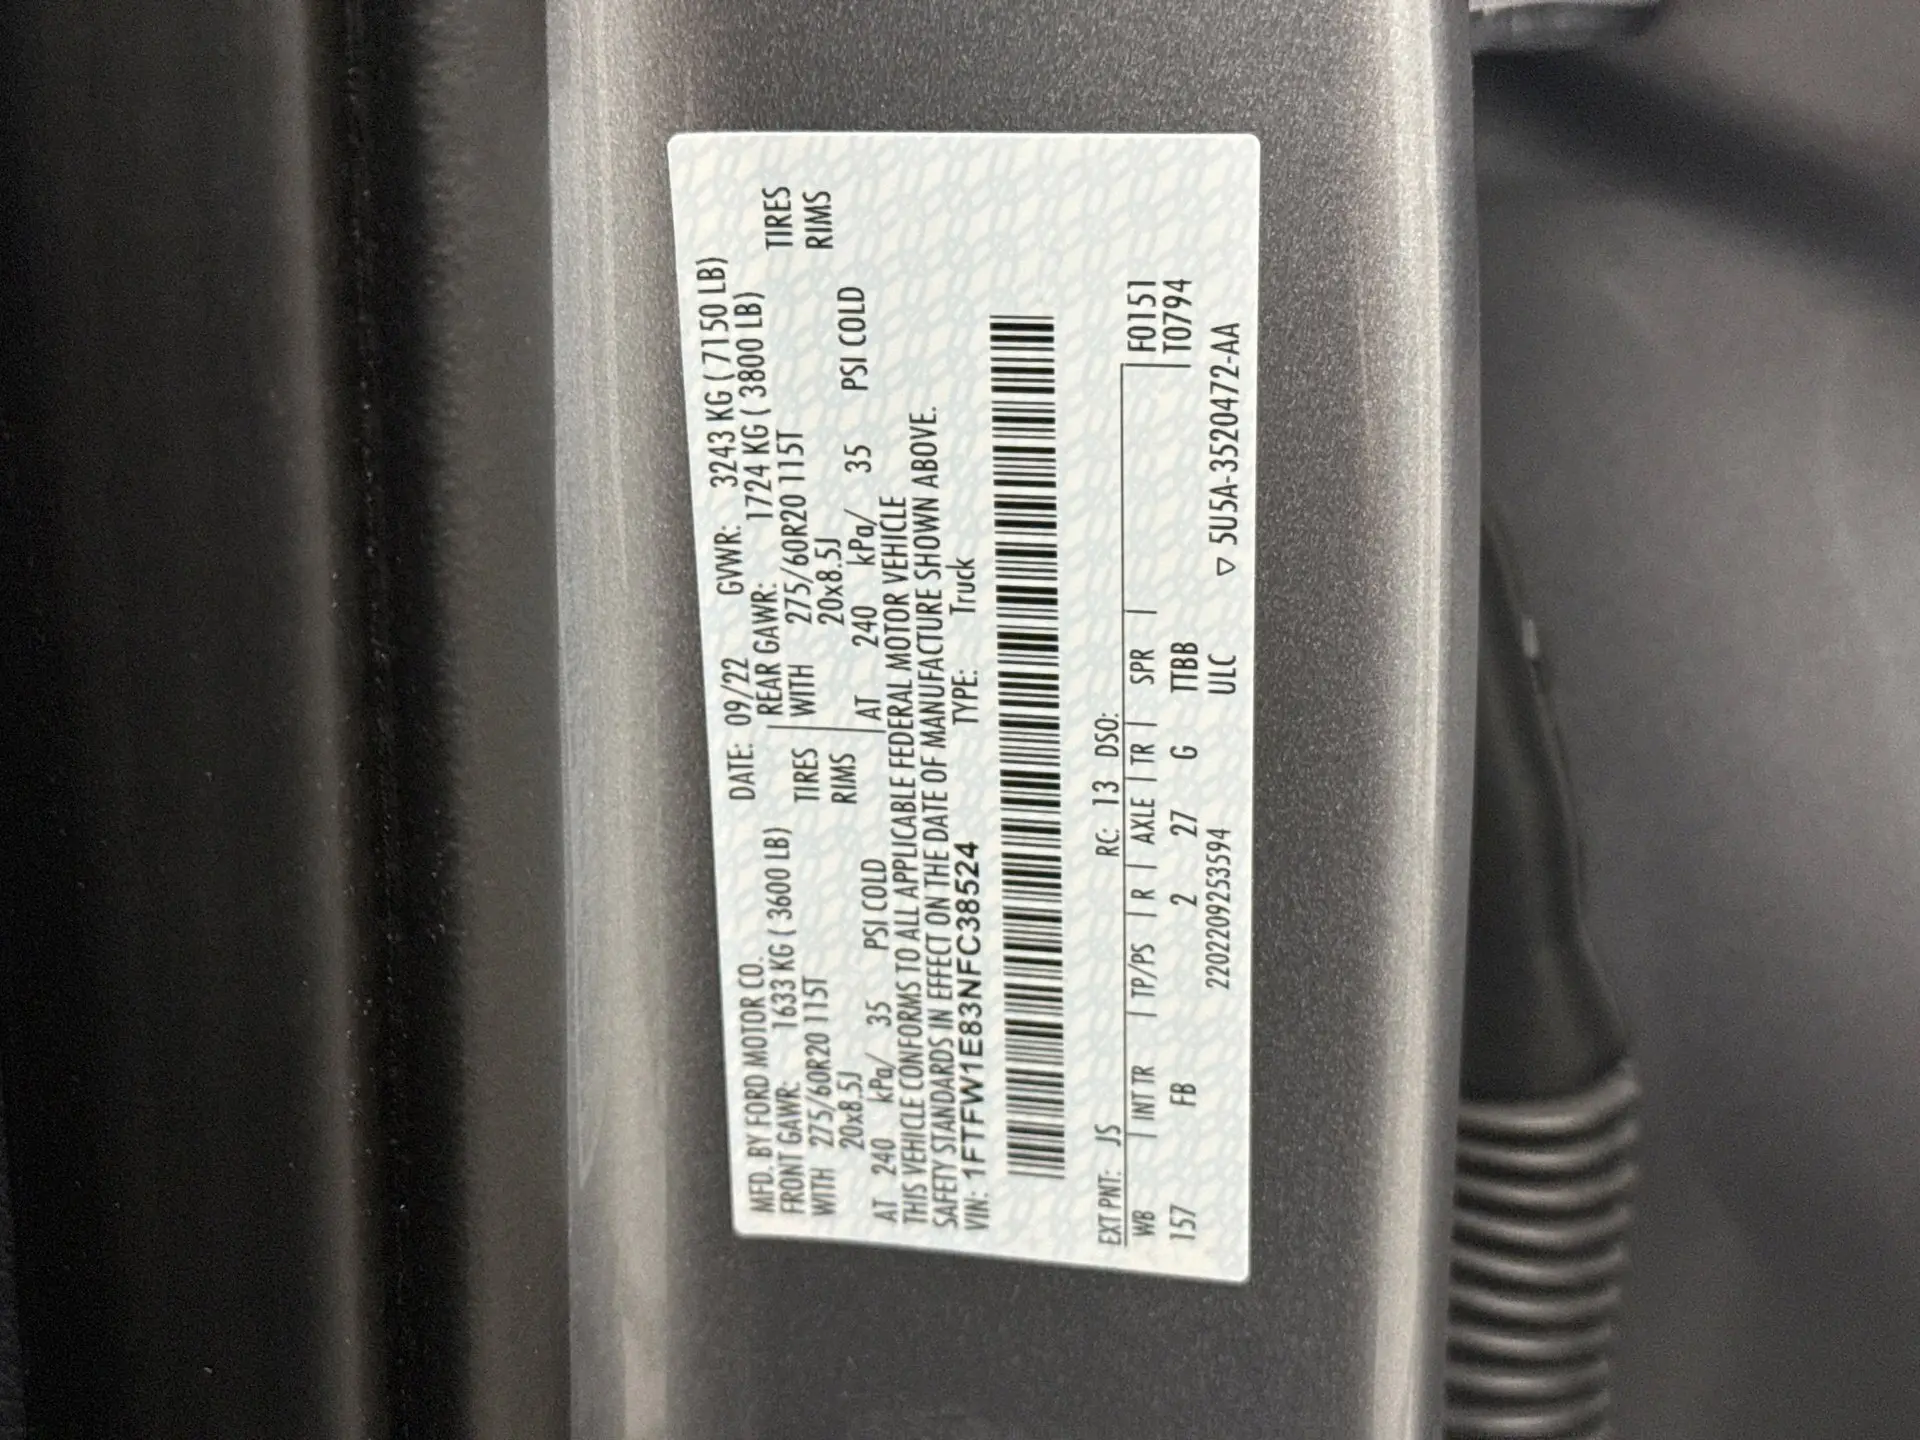 MFD. BY FORD MOTOR CO. DATE: 09/22 GVWR: 3243 KG ( 7150 LB)
FRONT GAWR: 1633 KG ( 3600 LB) REAR GAWR: 1724 KG ( 3800 LB)
WITH 275/60R20 115T TIRES WITH 275/60R20 115T TIRES
20x8.5J RIMS 20x8.5J RIMS
AT 240 kPa/ 35 PSI COLD AT 240 kPa/ 35 PSI COLD
THIS VEHICLE CONFORMS TO ALL APPLICABLE FEDERAL MOTOR VEHICLE
SAFETY STANDARDS IN EFFECT ON THE DATE OF MANUFACTURE SHOWN ABOVE.
VIN: 1FTFW1E83NFC38524 TYPE: Truck
EXT PNT: JS RC: 13 DSO:
WB INT TR TP/PS R AXLE TR SPR F0151
157 FB 2 27 G TTBB T0794
22022209253594 ULC ▽ 5U5A-3520472-AA